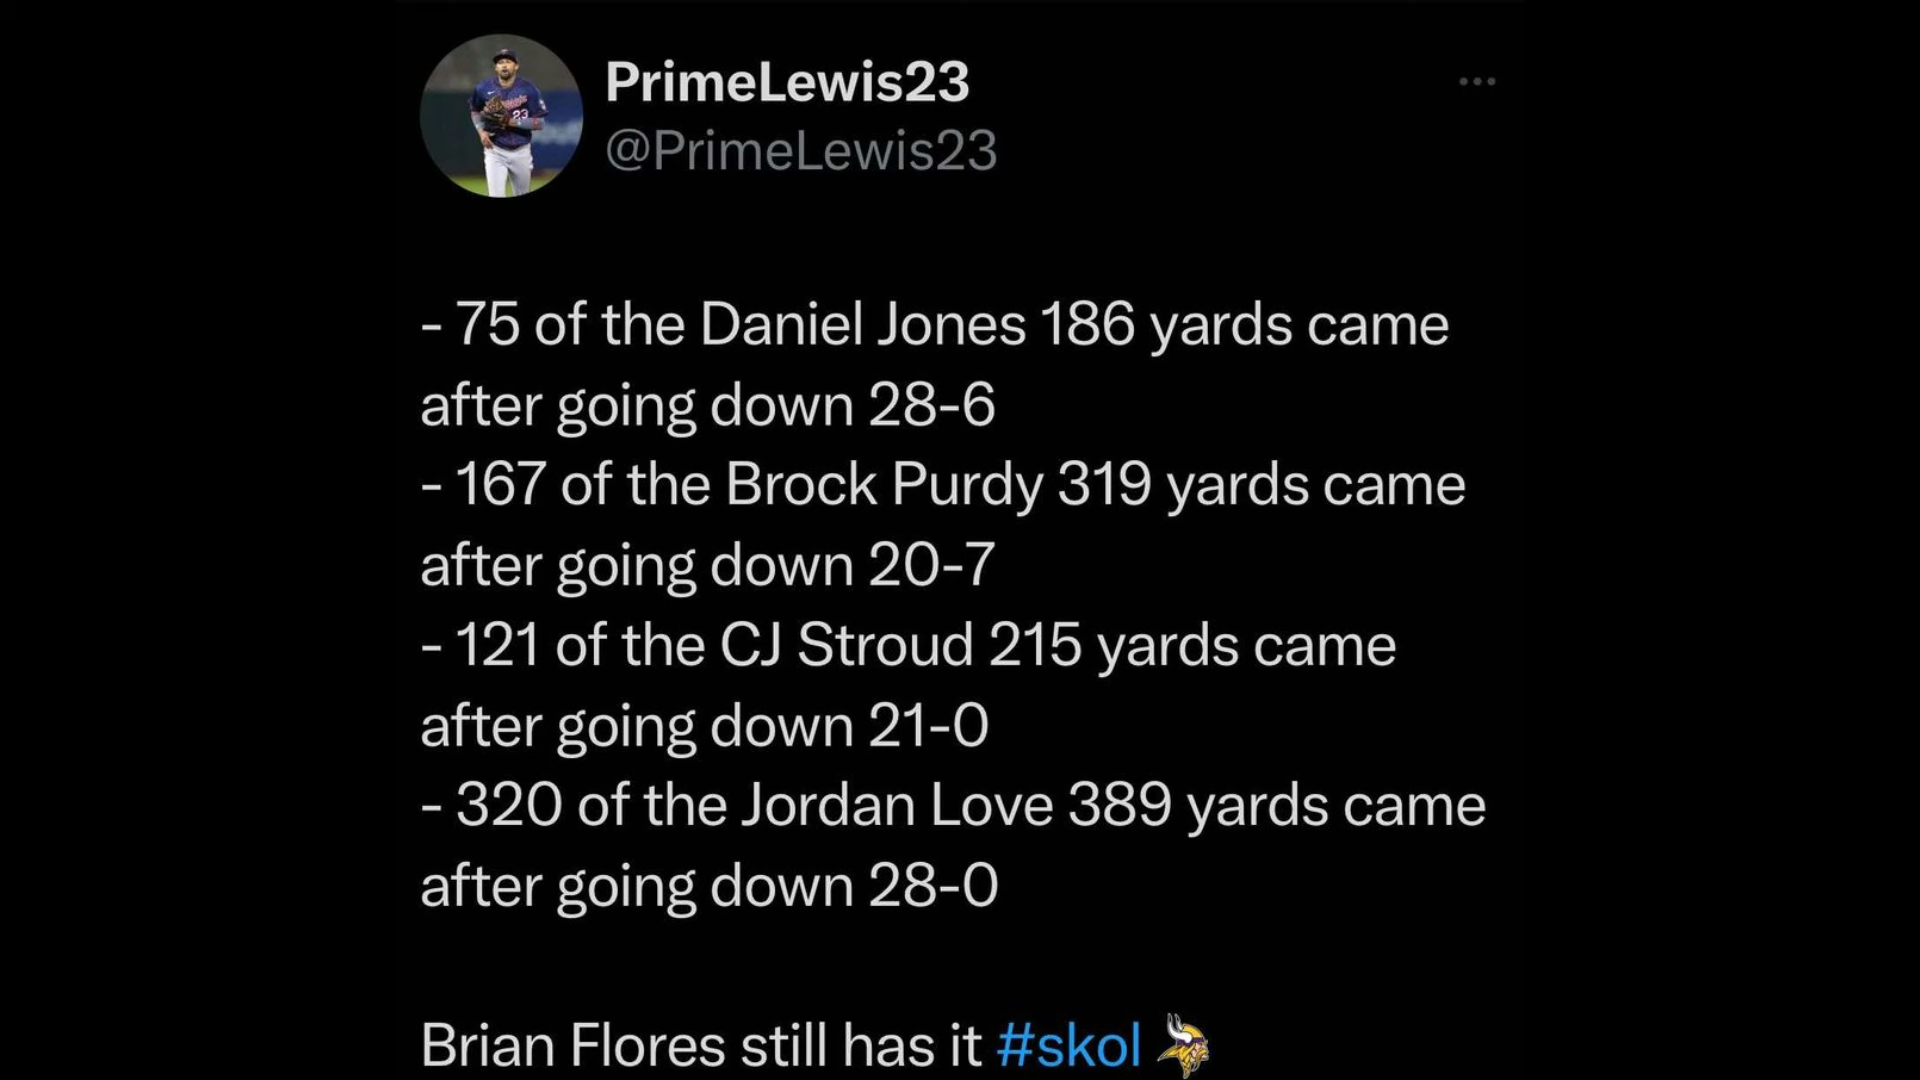 PrimeLewis23
@PrimeLewis23
- 75 of the Daniel Jones 186 yards came
after going down 28-6
- 167 of the Brock Purdy 319 yards came
after going down 20-7
- 121 of the CJ Stroud 215 yards came
after going down 21-0
- 320 of the Jordan Love 389 yards came
after going down 28-0
Brian Flores still has it #skol